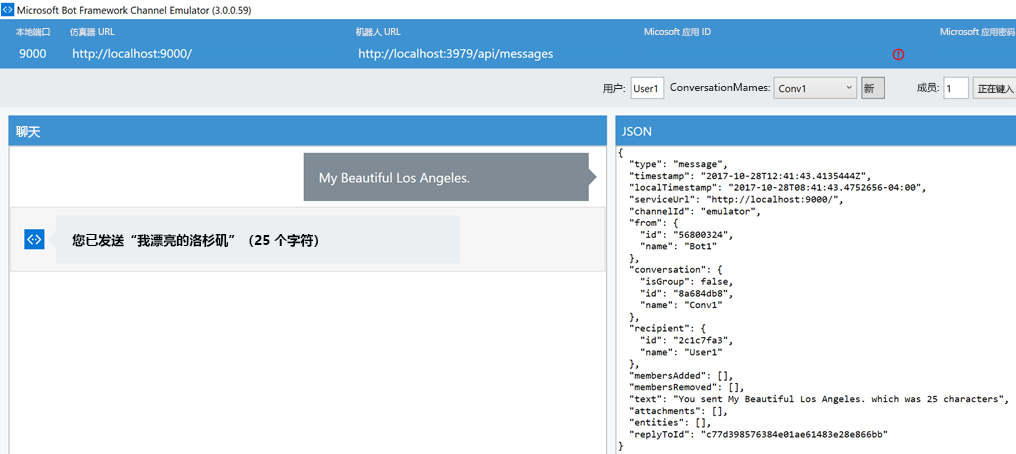 Microsoft Bot Framework Channel Emulator (3.0.0.59)
本地端口 仿真器 URL 机器人 URL Micosoft 应用 ID Microsoft 应用密码
9000 http://localhost:9000/ http://localhost:3979/api/messages
用户: User1 ConversationMames: Conv1 新 成员: 1 正在键入
聊天
My Beautiful Los Angeles.
您已发送“我漂亮的洛杉矶”（25 个字符）
JSON
{
"type": "message",
"timestamp": "2017-10-28T12:41:43.4135444Z",
"localTimestamp": "2017-10-28T08:41:43.4752656-04:00",
"serviceUrl": "http://localhost:9000/",
"channelId": "emulator",
"from": {
"id": "56800324",
"name": "Bot1"
},
"conversation": {
"isGroup": false,
"id": "8a684db8",
"name": "Conv1"
},
"recipient": {
"id": "2c1c7fa3",
"name": "User1"
},
"membersAdded": [],
"membersRemoved": [],
"text": "You sent My Beautiful Los Angeles. which was 25 characters",
"attachments": [],
"entities": [],
"replyToId": "c77d398576384e01ae61483e28e866bb"
}